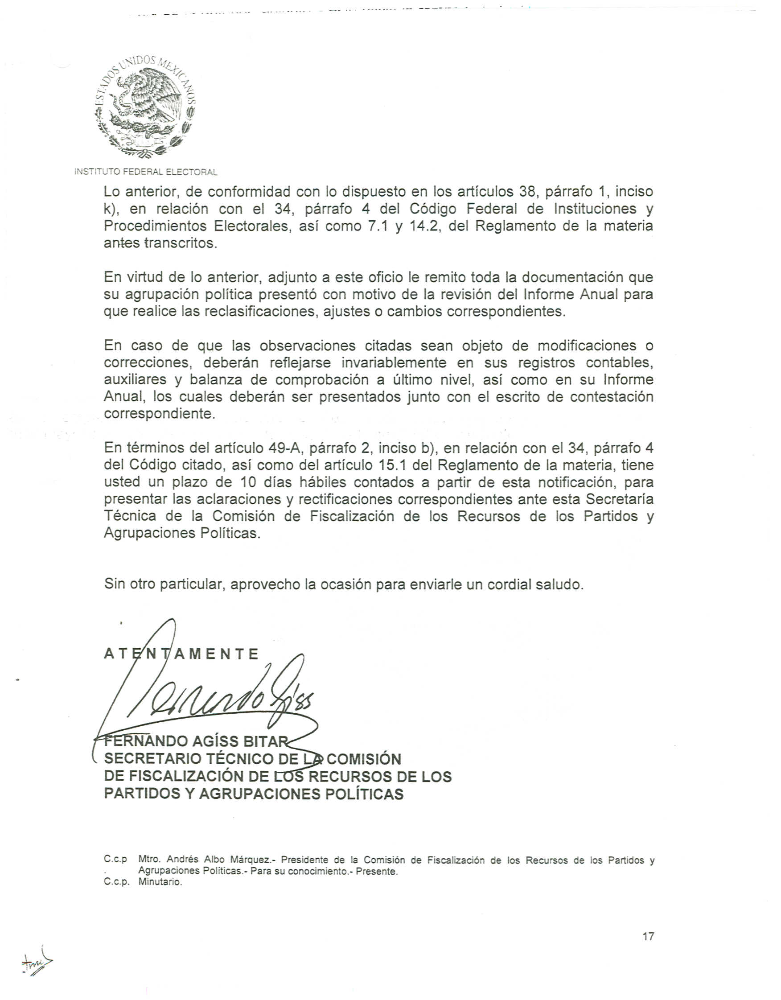 ESTADOS UNIDOS MEXICANOS
INSTITUTO FEDERAL ELECTORAL
Lo anterior, de conformidad con lo dispuesto en los artículos 38, párrafo 1, inciso
k), en relación con el 34, párrafo 4 del Código Federal de Instituciones y
Procedimientos Electorales, así como 7.1 y 14.2, del Reglamento de la materia
antes transcritos.
En virtud de lo anterior, adjunto a este oficio le remito toda la documentación que
su agrupación política presentó con motivo de la revisión del Informe Anual para
que realice las reclasificaciones, ajustes o cambios correspondientes.
En caso de que las observaciones citadas sean objeto de modificaciones o
correcciones, deberán reflejarse invariablemente en sus registros contables,
auxiliares y balanza de comprobación a último nivel, así como en su Informe
Anual, los cuales deberán ser presentados junto con el escrito de contestación
correspondiente.
En términos del artículo 49-A, párrafo 2, inciso b), en relación con el 34, párrafo 4
del Código citado, así como del artículo 15.1 del Reglamento de la materia, tiene
usted un plazo de 10 días hábiles contados a partir de esta notificación, para
presentar las aclaraciones y rectificaciones correspondientes ante esta Secretaría
Técnica de la Comisión de Fiscalización de los Recursos de los Partidos y
Agrupaciones Políticas.
Sin otro particular, aprovecho la ocasión para enviarle un cordial saludo.
A T E N T A M E N T E
FERNANDO AGÍSS BITAR
SECRETARIO TÉCNICO DE LA COMISIÓN
DE FISCALIZACIÓN DE LOS RECURSOS DE LOS
PARTIDOS Y AGRUPACIONES POLÍTICAS
C.c.p Mtro. Andrés Albo Márquez.- Presidente de la Comisión de Fiscalización de los Recursos de los Partidos y
. Agrupaciones Políticas.- Para su conocimiento.- Presente.
C.c.p. Minutario.
17